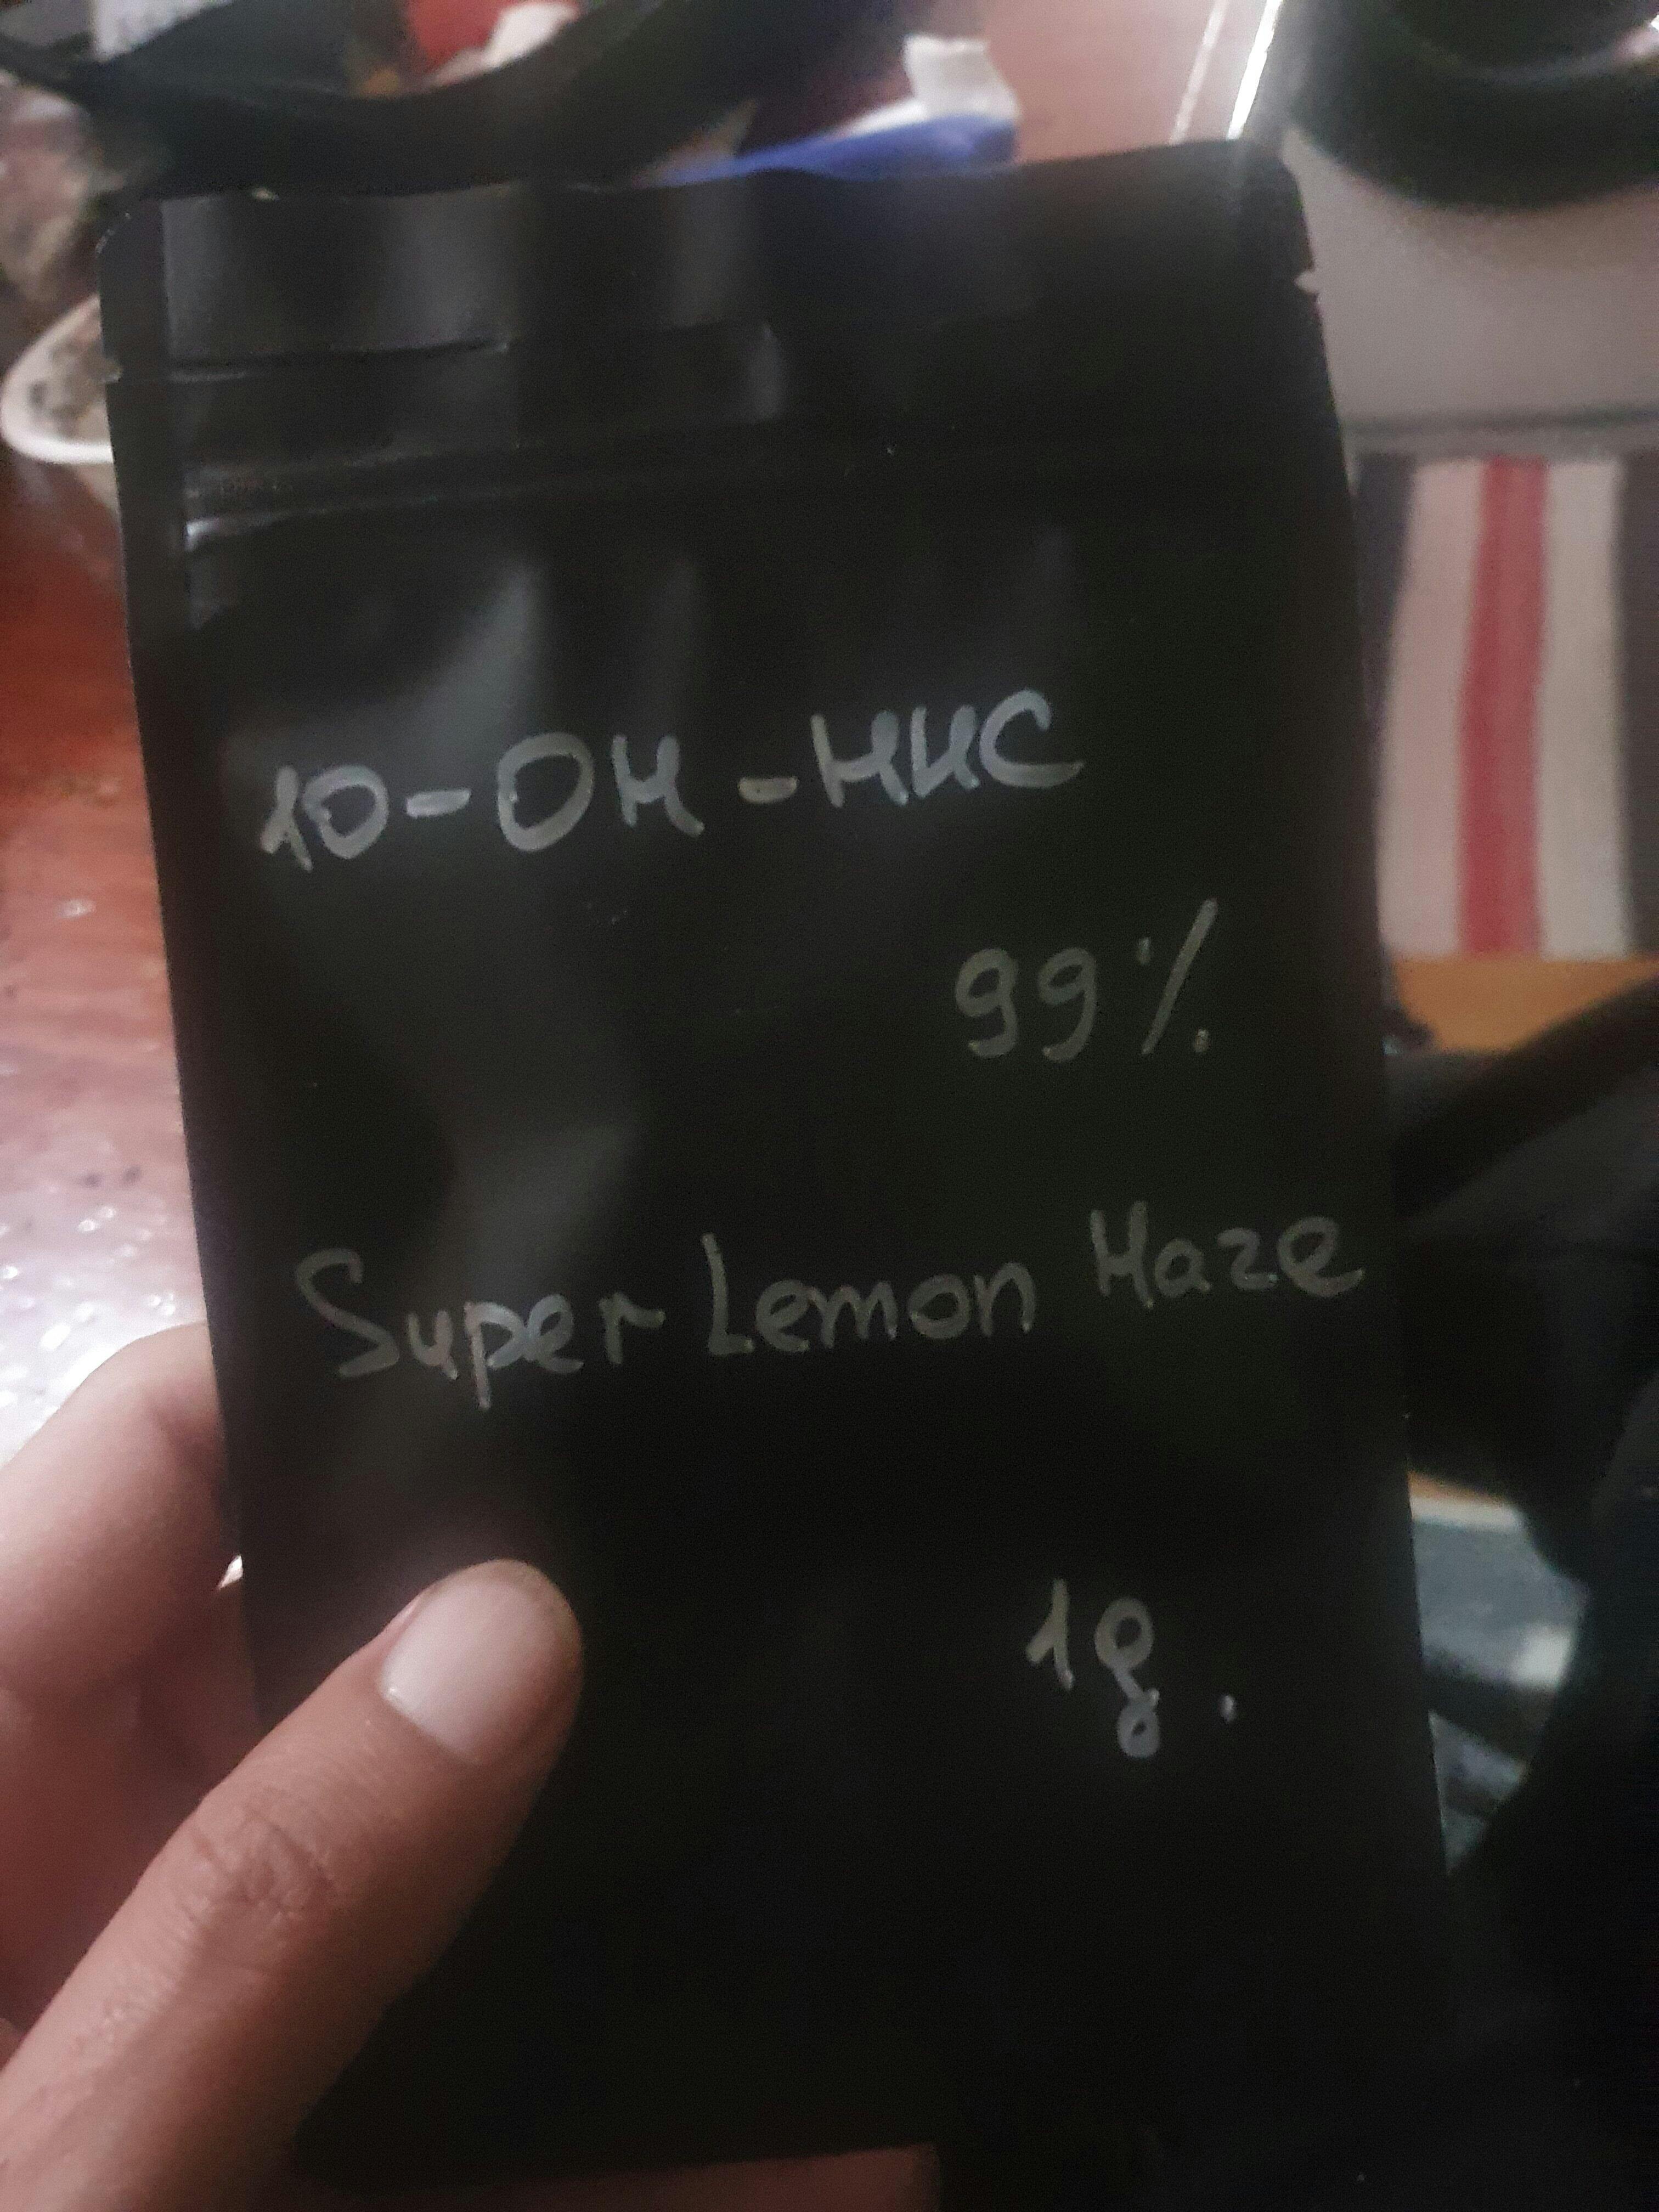 10-OH-HHC
99%
Super Lemon Haze
1g.